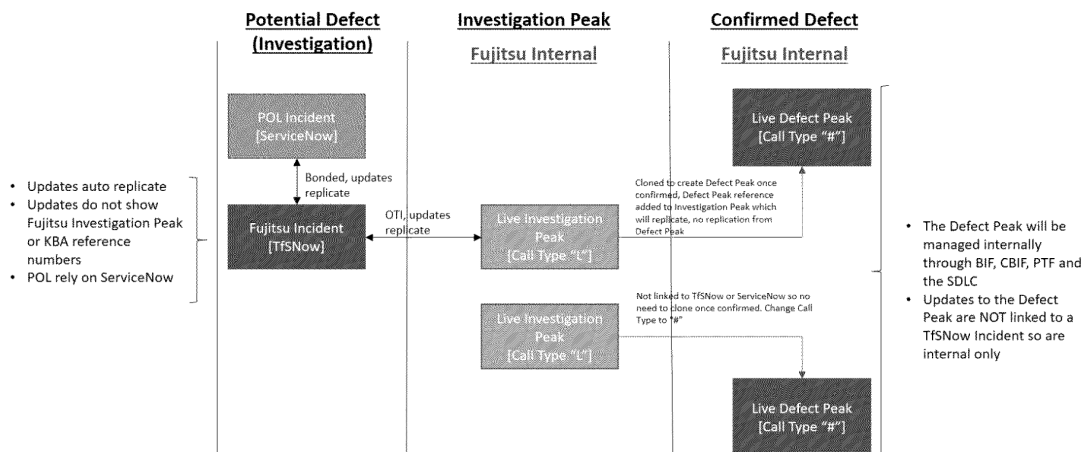 Potential Defect
(Investigation)
Investigation Peak
Fujitsu Internal
Confirmed Defect
Fujitsu Internal
POL Incident
[ServiceNow]
Bonded, updates
replicate
Fujitsu Incident
[TfSNow]
• Updates auto replicate
• Updates do not show
Fujitsu Investigation Peak
or KBA reference
numbers
• POL rely on ServiceNow
OTI, updates
replicate
Live Investigation
Peak
[Call Type “L”]
Cloned to create Defect Peak once
confirmed, Defect Peak reference
added to Investigation Peak which
will replicate, no replication from
Defect Peak
Live Defect Peak
[Call Type “#”]
Live Investigation
Peak
[Call Type “L”]
Not linked to TfSNow or ServiceNow so no
need to clone once confirmed. Change Call
Type to “#”
Live Defect Peak
[Call Type “#”]
• The Defect Peak will be
managed internally
through BIF, CBIF, PTF and
the SDLC
• Updates to the Defect
Peak are NOT linked to a
TfSNow Incident so are
internal only